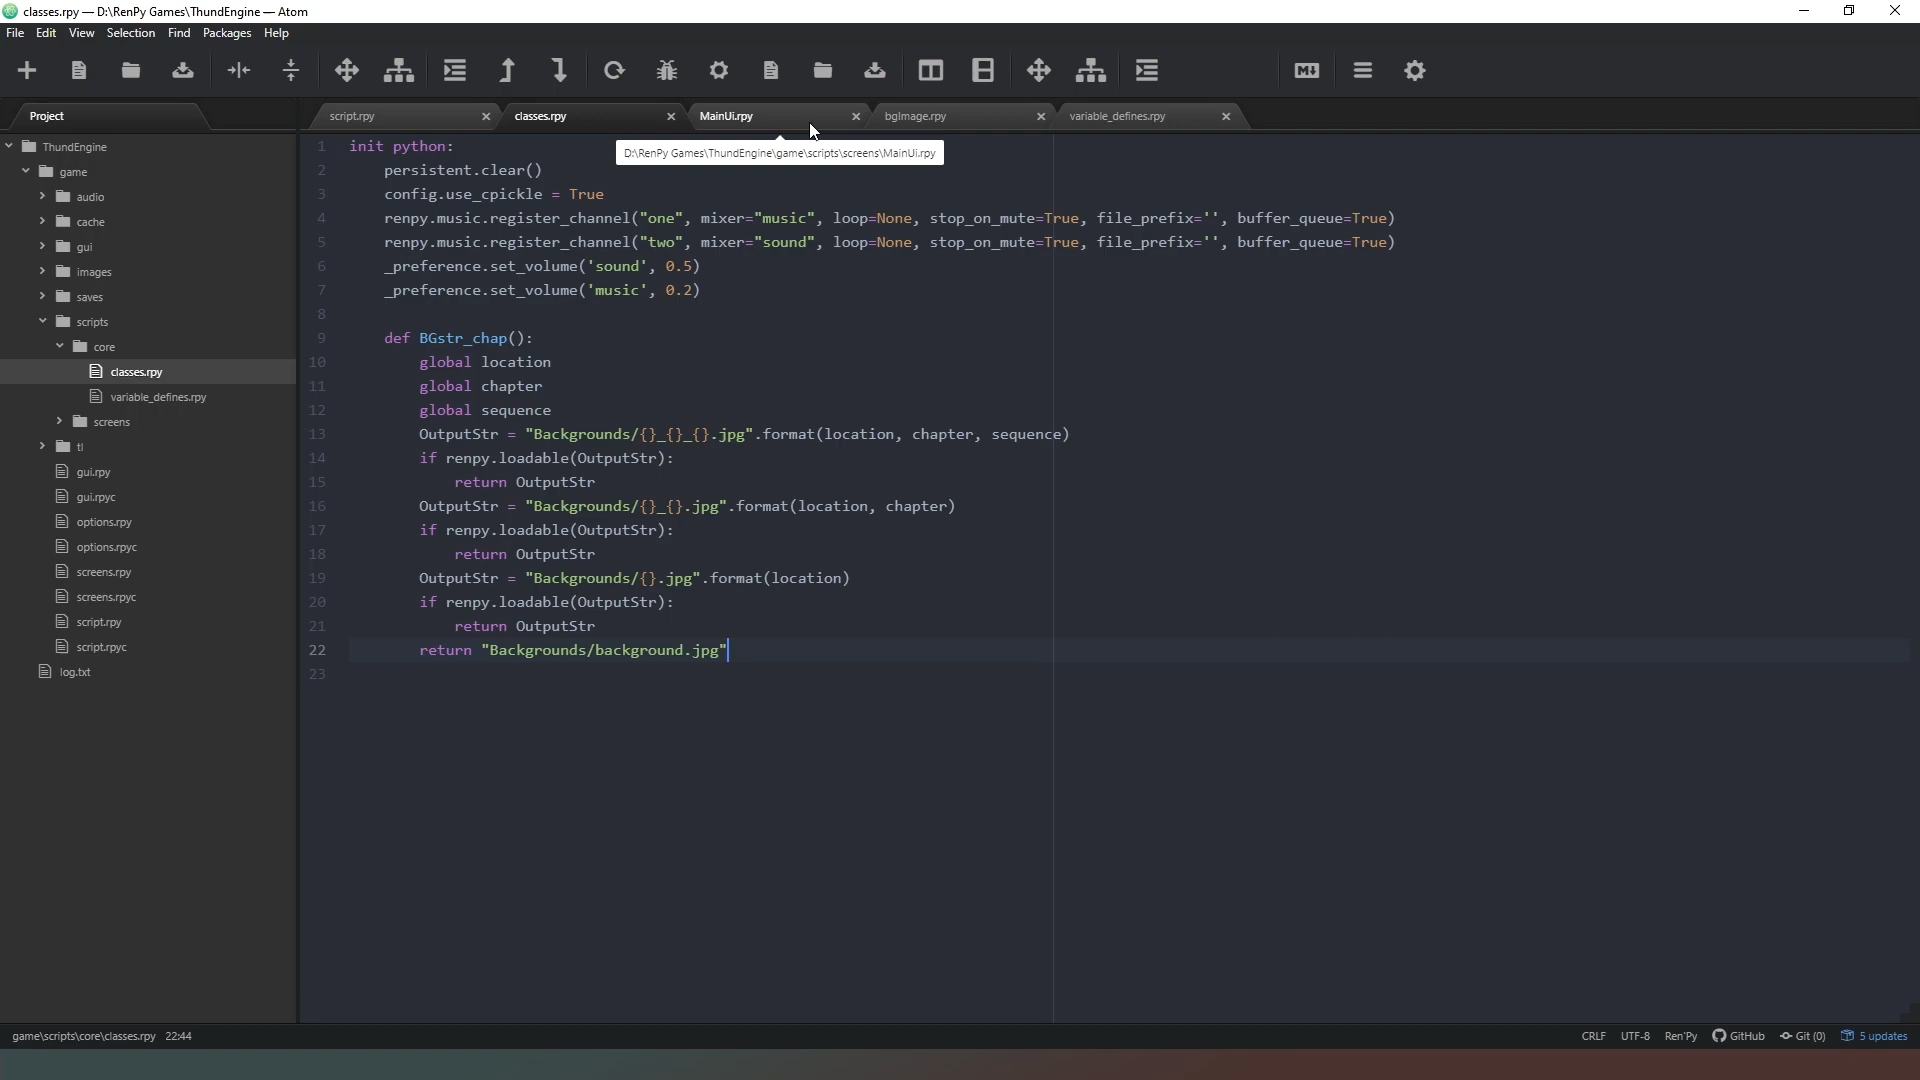 classes.rpy — D:\RenPy Games\ThundEngine — Atom
File Edit View Selection Find Packages Help
Project
script.rpy
classes.rpy
MainUi.rpy
bgImage.rpy
variable_defines.rpy
D:\RenPy Games\ThundEngine\game\scripts\screens\MainUi.rpy
ThundEngine
game
audio
cache
gui
images
saves
scripts
core
classes.rpy
variable_defines.rpy
screens
tl
gui.rpy
gui.rpyc
options.rpy
options.rpyc
screens.rpy
screens.rpyc
script.rpy
script.rpyc
log.txt
1 init python:
2 persistent.clear()
3 config.use_cpickle = True
4 renpy.music.register_channel("one", mixer="music", loop=None, stop_on_mute=True, file_prefix='', buffer_queue=True)
5 renpy.music.register_channel("two", mixer="sound", loop=None, stop_on_mute=True, file_prefix='', buffer_queue=True)
6 _preference.set_volume('sound', 0.5)
7 _preference.set_volume('music', 0.2)
8
9 def BGstr_chap():
10 global location
11 global chapter
12 global sequence
13 OutputStr = "Backgrounds/{}_{}_{}.jpg".format(location, chapter, sequence)
14 if renpy.loadable(OutputStr):
15 return OutputStr
16 OutputStr = "Backgrounds/{}_{}.jpg".format(location, chapter)
17 if renpy.loadable(OutputStr):
18 return OutputStr
19 OutputStr = "Backgrounds/{}.jpg".format(location)
20 if renpy.loadable(OutputStr):
21 return OutputStr
22 return "Backgrounds/background.jpg"
23
game\scripts\core\classes.rpy 22:44
CRLF UTF-8 Ren'Py GitHub Git (0) 5 updates